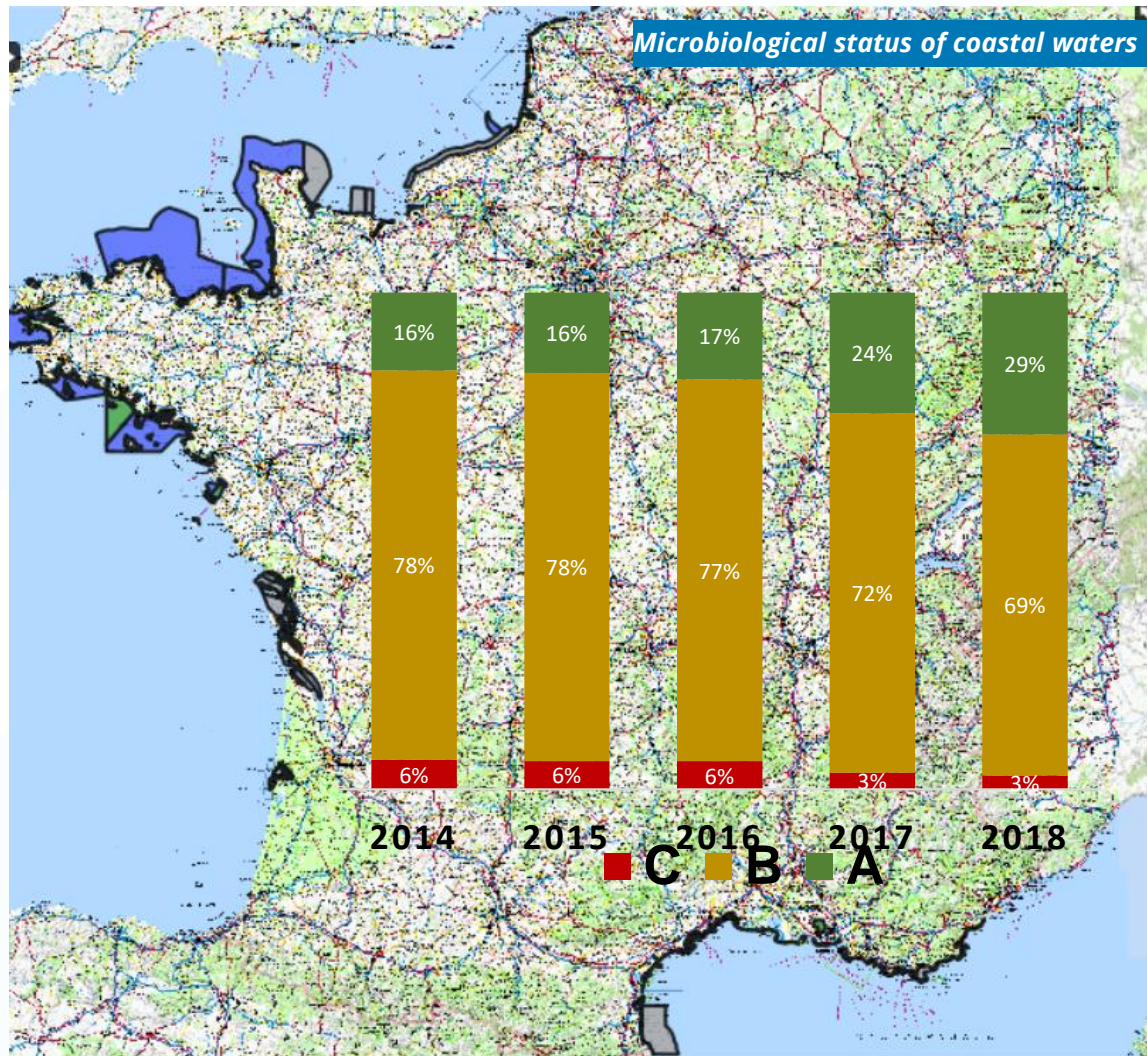 Microbiological status of coastal waters
16% 16% 17% 24% 29%
78% 78% 77% 72% 69%
6% 6% 6% 3% 3%
2014 2015 2016 2017 2018
C B A